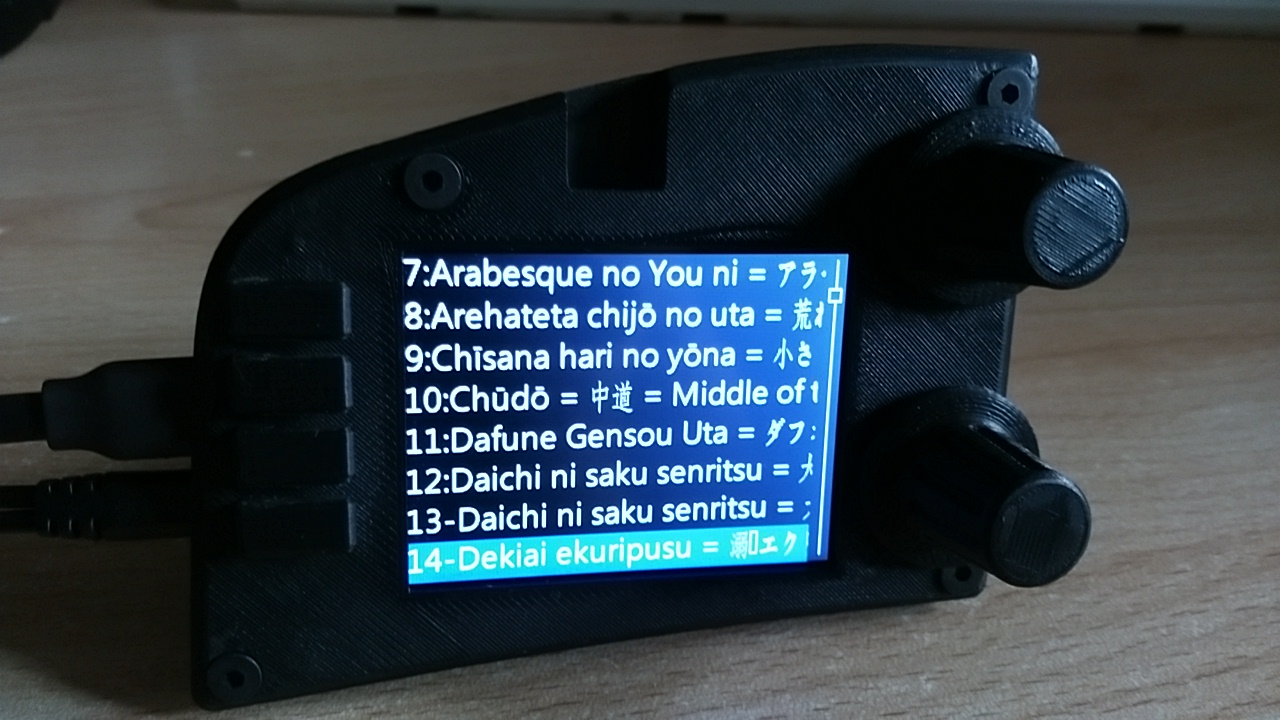 7:Arabesque no You ni = アラ
8:Arehateta chijō no uta = 荒れ
9:Chīsana hari no yōna = 小さ
10:Chūdō = 中道 = Middle of t
11:Dafune Gensou Uta = ダフ
12:Daichi ni saku senritsu =
13-Daichi ni saku senritsu =
14-Dekiai ekuripusu = 溺▯エク